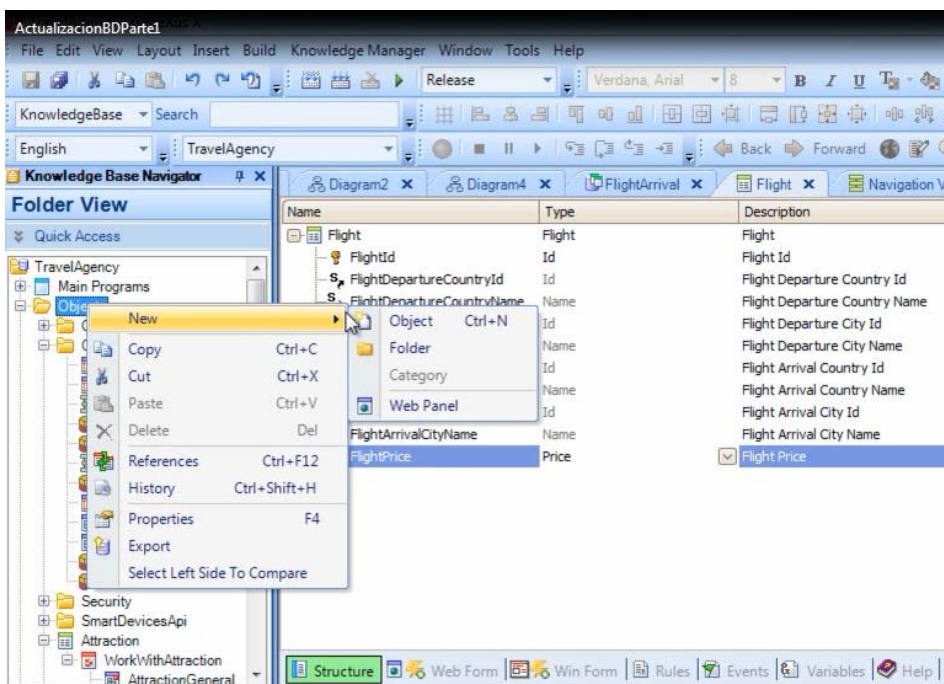 ActualizacionBDParte1
File Edit View Layout Insert Build Knowledge Manager Window Tools Help
Release Verdana, Arial 8 B I U
KnowledgeBase Search
English TravelAgency Back Forward
Knowledge Base Navigator
Diagram2 Diagram4 FlightArrival Flight Navigation V
Folder View
Name Type Description
Quick Access
Flight Flight Flight
FlightId Id Flight Id
TravelAgency
FlightDepartureCountryId Id Flight Departure Country Id
Main Programs
FlightDepartureCountryName Name Flight Departure Country Name
Id Flight Departure City Id
Name Flight Departure City Name
Id Flight Arrival Country Id
Name Flight Arrival Country Name
Id Flight Arrival City Id
FlightArrivalCityName Name Flight Arrival City Name
FlightPrice Price Flight Price
New
Copy Ctrl+C
Cut Ctrl+X
Paste Ctrl+V
Delete Del
References Ctrl+F12
History Ctrl+Shift+H
Properties F4
Export
Select Left Side To Compare
Object Ctrl+N
Folder
Category
Web Panel
Security
SmartDevicesApi
Attraction
WorkWithAttraction
AttractionGeneral
Structure Web Form Win Form Rules Events Variables Help